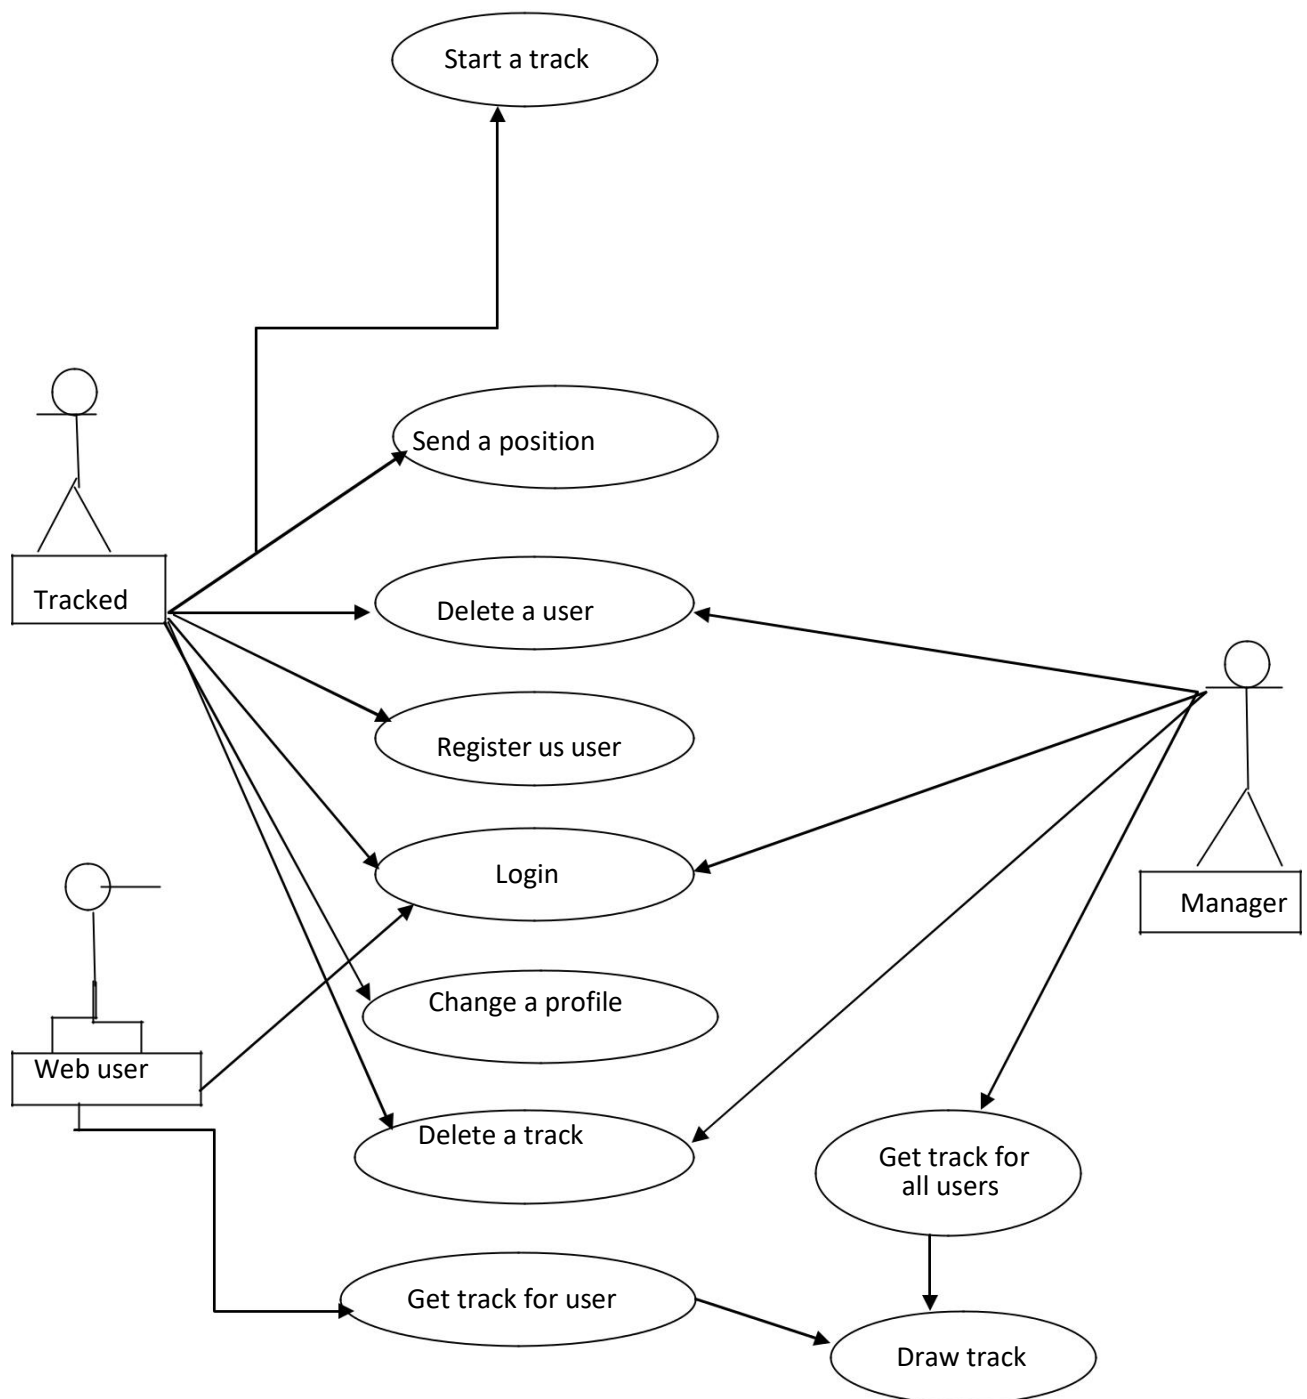 Start a track
Send a position
Tracked
Delete a user
Register us user
Login
Manager
Change a profile
Web user
Delete a track
Get track for
all users
Get track for user
Draw track